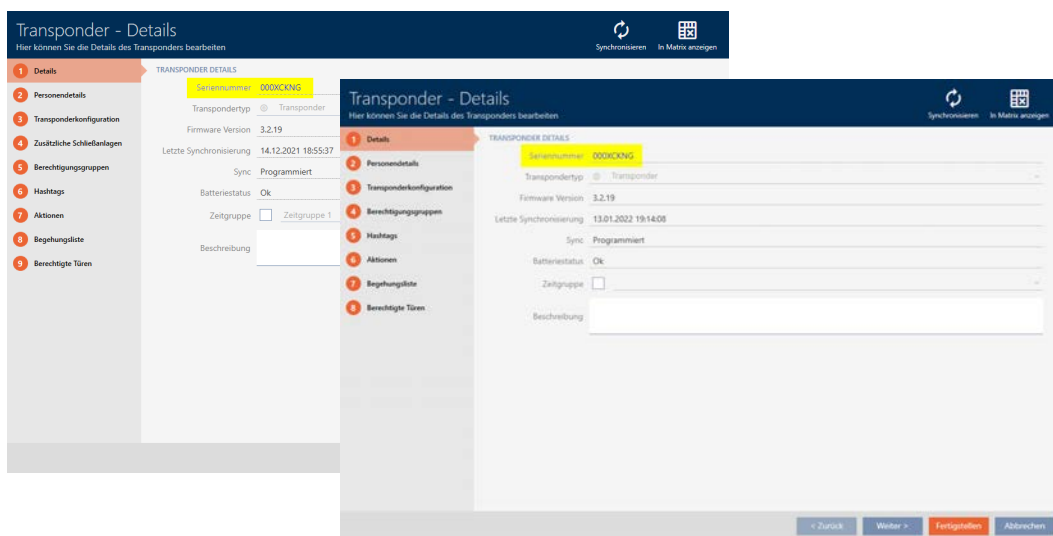 Transponder - Details
Hier können Sie die Details des Transponders bearbeiten
Synchronisieren
In Matrix anzeigen
1 Details
2 Personendetails
3 Transponderkonfiguration
4 Zusätzliche Schließanlagen
5 Berechtigungsgruppen
6 Hashtags
7 Aktionen
8 Begehungsliste
9 Berechtigte Türen
TRANSPONDER DETAILS
Seriennummer 000XCKNG
Transpondertyp Transponder
Firmware Version 3.2.19
Letzte Synchronisierung 14.12.2021 18:55:37
Sync Programmiert
Batteriestatus Ok
Zeitgruppe Zeitgruppe 1
Beschreibung
Transponder - Details
Hier können Sie die Details des Transponders bearbeiten
Synchronisieren
In Matrix anzeigen
1 Details
2 Personendetails
3 Transponderkonfiguration
4 Berechtigungsgruppen
5 Hashtags
6 Aktionen
7 Begehungsliste
8 Berechtigte Türen
TRANSPONDER DETAILS
Seriennummer 000XCKNG
Transpondertyp Transponder
Firmware Version 3.2.19
Letzte Synchronisierung 13.01.2022 19:14:08
Sync Programmiert
Batteriestatus Ok
Zeitgruppe
Beschreibung
< Zurück
Weiter >
Fertigstellen
Abbrechen